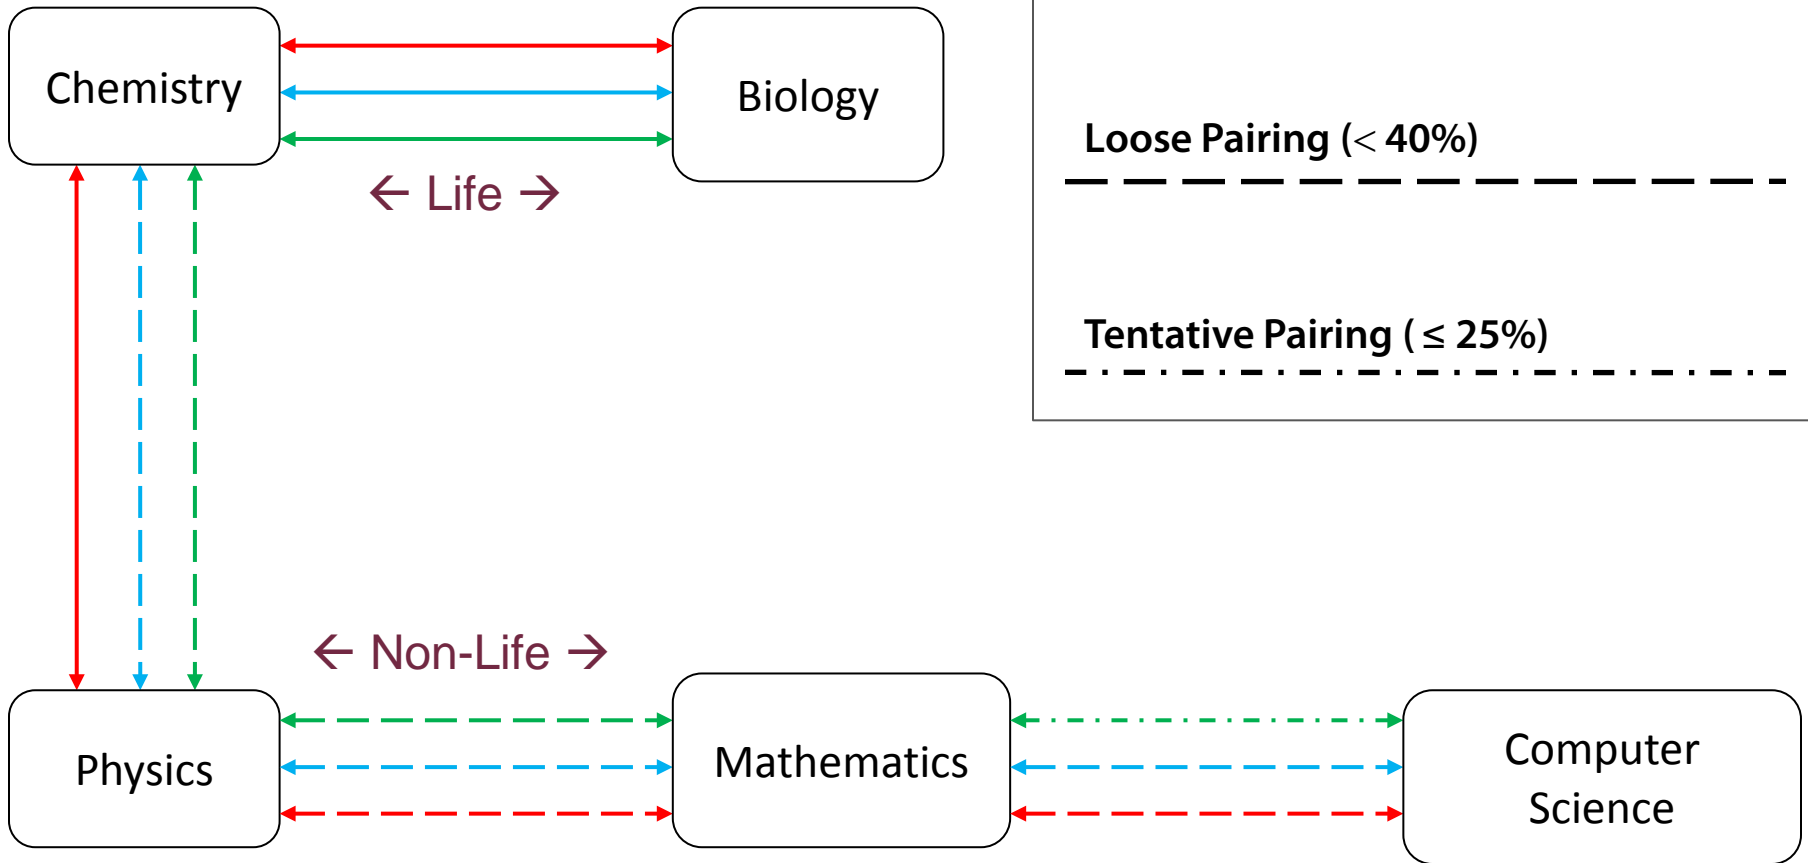 Chemistry
Biology
← Life →
Loose Pairing (< 40%)
Tentative Pairing ( ≤ 25%)
← Non-Life →
Physics
Mathematics
Computer
Science